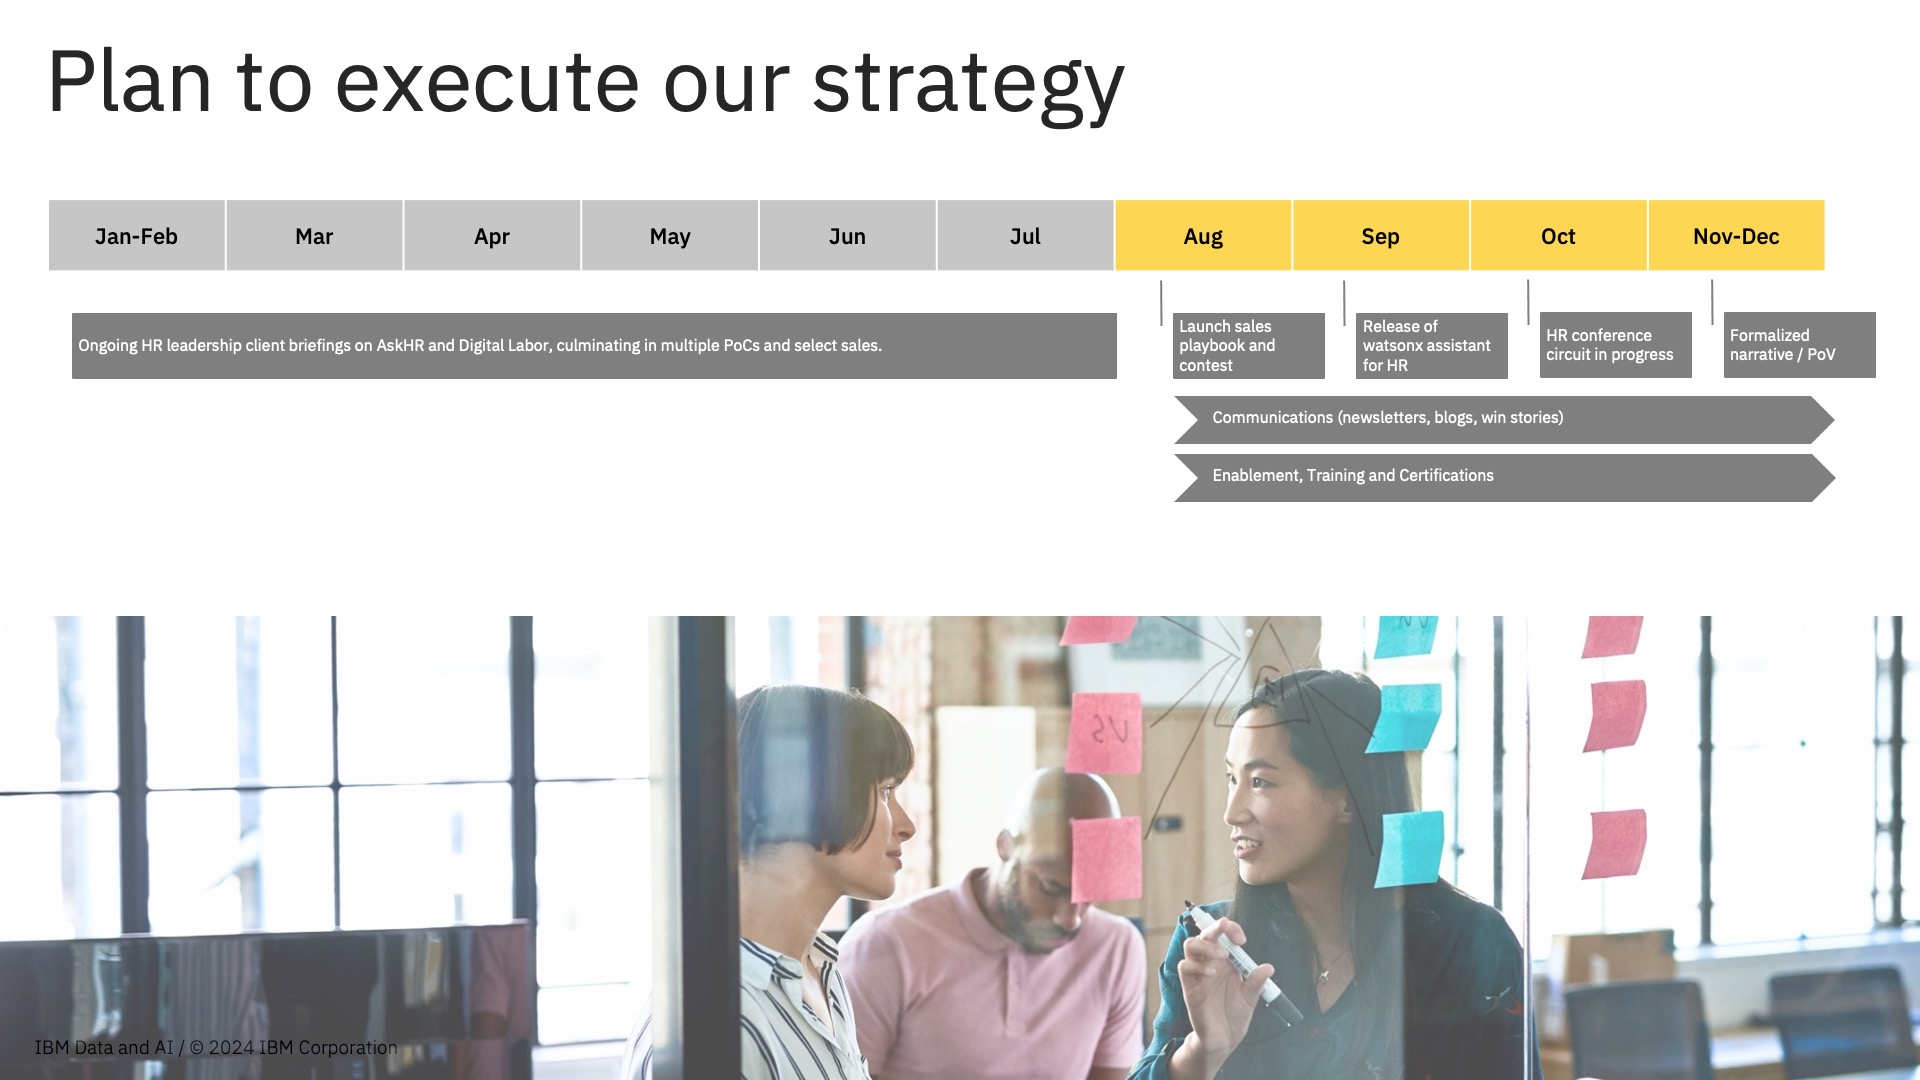 Plan to execute our strategy
Jan-Feb Mar Apr May Jun Jul Aug Sep Oct Nov-Dec
Ongoing HR leadership client briefings on AskHR and Digital Labor, culminating in multiple PoCs and select sales.
Launch sales
playbook and
contest
Release of
watsonx assistant
for HR
HR conference
circuit in progress
Formalized
narrative / PoV
Communications (newsletters, blogs, win stories)
Enablement, Training and Certifications
IBM Data and AI / © 2024 IBM Corporation